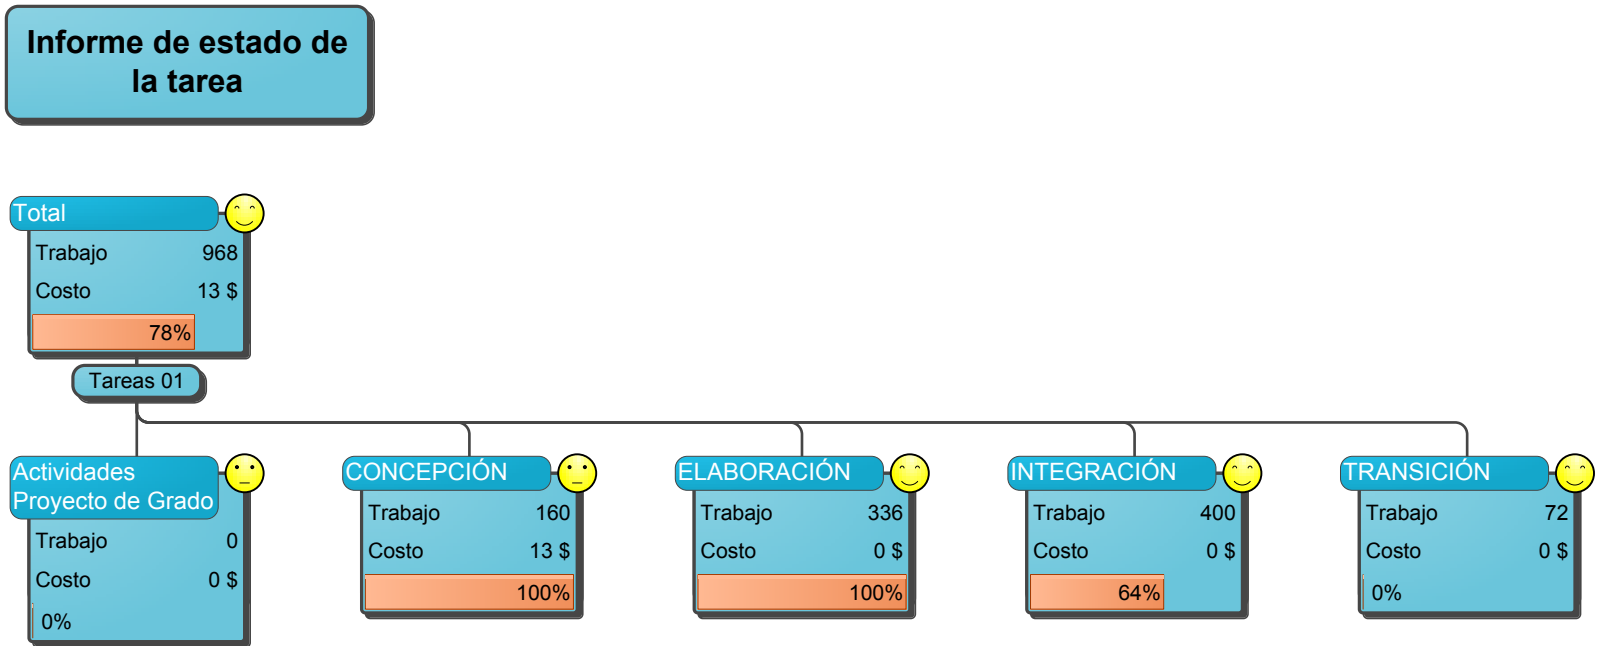 Informe de estado de
la tarea
Total
Trabajo 968
Costo 13 $
78%
Tareas 01
Actividades
Proyecto de Grado
Trabajo 0
Costo 0 $
0%
CONCEPCIÓN
Trabajo 160
Costo 13 $
100%
ELABORACIÓN
Trabajo 336
Costo 0 $
100%
INTEGRACIÓN
Trabajo 400
Costo 0 $
64%
TRANSICIÓN
Trabajo 72
Costo 0 $
0%